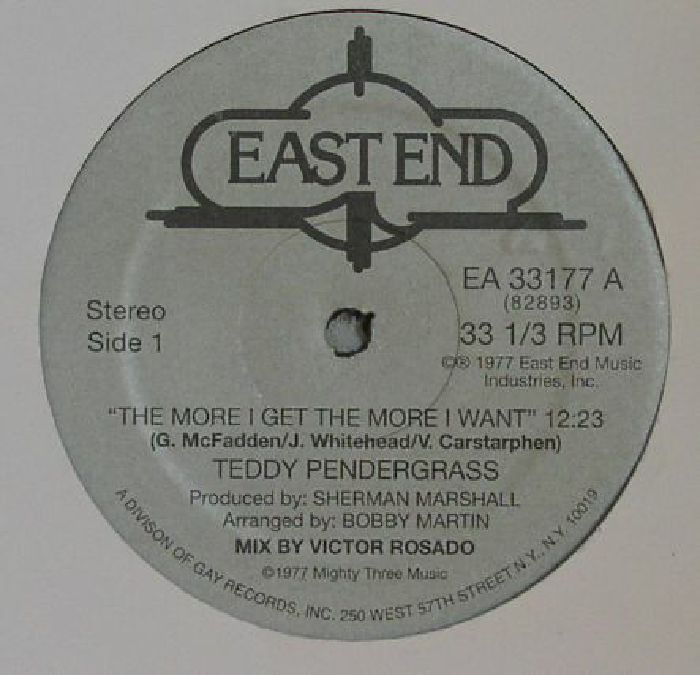 EAST END
EA 33177 A
(82893)
Stereo
Side 1
33 1/3 RPM
©℗ 1977 East End Music
Industries, Inc.
"THE MORE I GET THE MORE I WANT" 12:23
(G. McFadden/J. Whitehead/V. Carstarphen)
TEDDY PENDERGRASS
Produced by: SHERMAN MARSHALL
Arranged by: BOBBY MARTIN
MIX BY VICTOR ROSADO
©1977 Mighty Three Music
A DIVISON OF GAY RECORDS, INC. 250 WEST 57TH STREET N.Y., N.Y. 10019